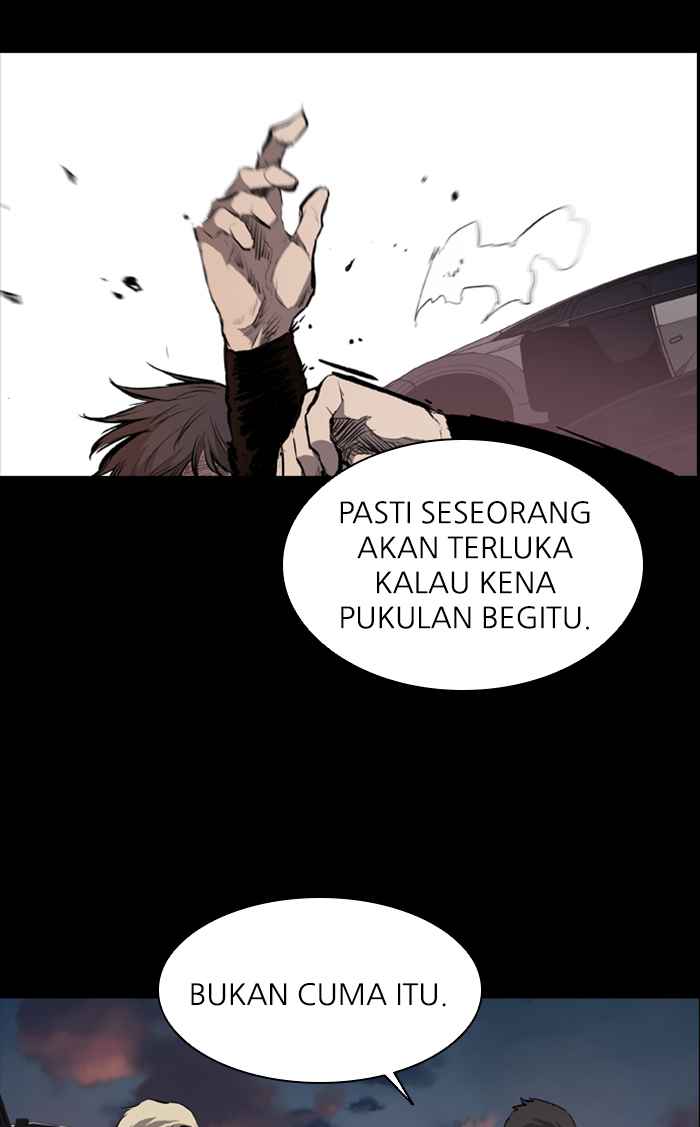 PASTI SESEORANG
AKAN TERLUKA
KALAU KENA
PUKULAN BEGITU.
BUKAN CUMA ITU.